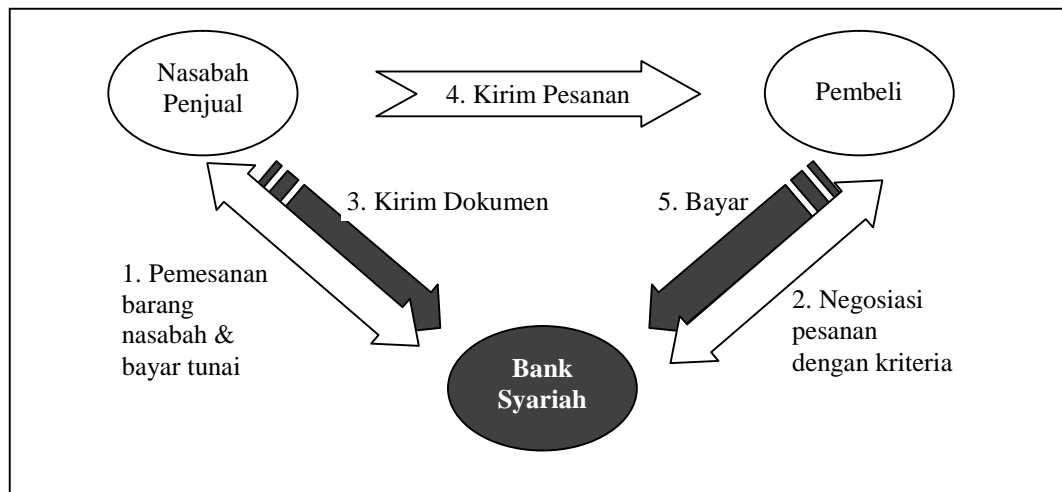 Nasabah
Penjual
4. Kirim Pesanan
Pembeli
3. Kirim Dokumen
5. Bayar
1. Pemesanan
barang
nasabah &
bayar tunai
2. Negosiasi
pesanan
dengan kriteria
Bank
Syariah